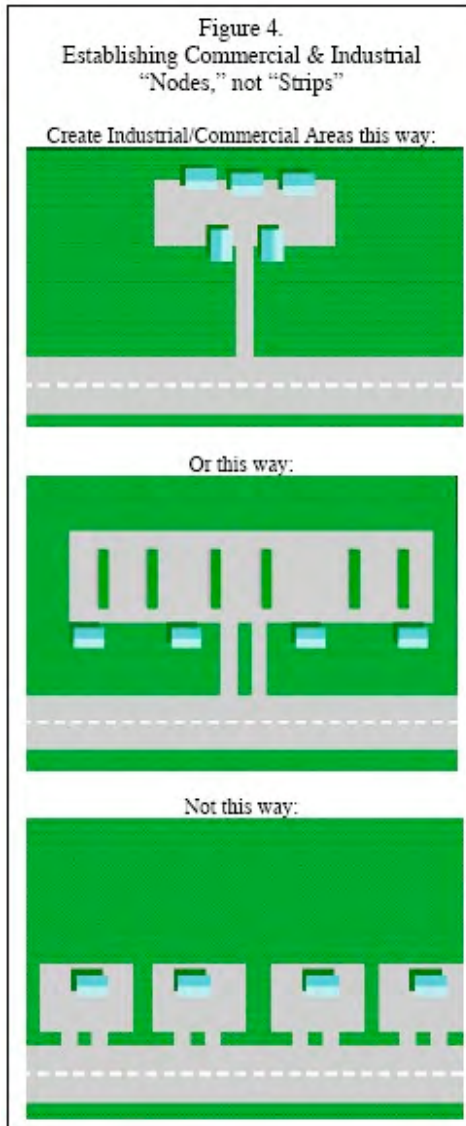 Figure 4.
Establishing Commercial & Industrial
“Nodes,” not “Strips”
Create Industrial/Commercial Areas this way:
Or this way:
Not this way: